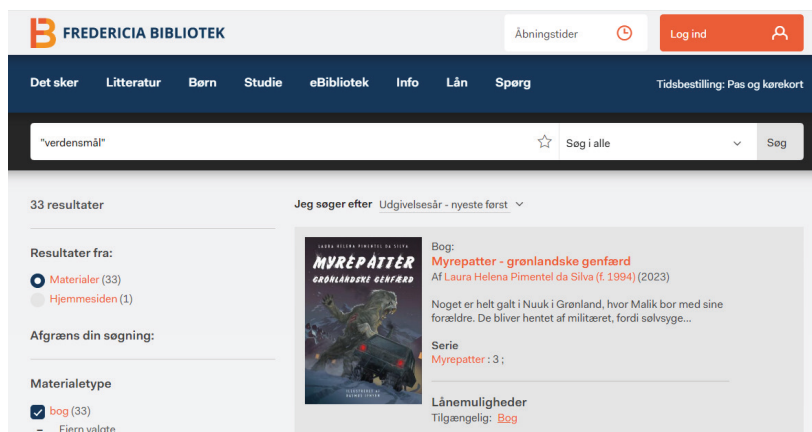 FREDERICIA BIBLIOTEK
Åbningstider
Log ind
Det sker Litteratur Børn Studie eBibliotek Info Lån Spørg
Tidsbestilling: Pas og kørekort
"verdensmål"
Søg i alle
Søg
33 resultater
Jeg søger efter Udgivelsesår - nyeste først
Resultater fra:
Materialer (33)
Hjemmesiden (1)
Afgræns din søgning:
Materialetype
bog (33)
Fjern valgte
LAURA HELENA PIMENTEL DA SILVA
MYREPATTER
GRØNLANDSKE GENFÆRD
Bog:
Myrepatter - grønlandske genfærd
Af Laura Helena Pimentel da Silva (f. 1994) (2023)
Noget er helt galt i Nuuk i Grønland, hvor Malik bor med sine
forældre. De bliver hentet af militæret, fordi sølvsyge...
Serie
Myrepatter : 3 ;
Lånemuligheder
Tilgængelig: Bog